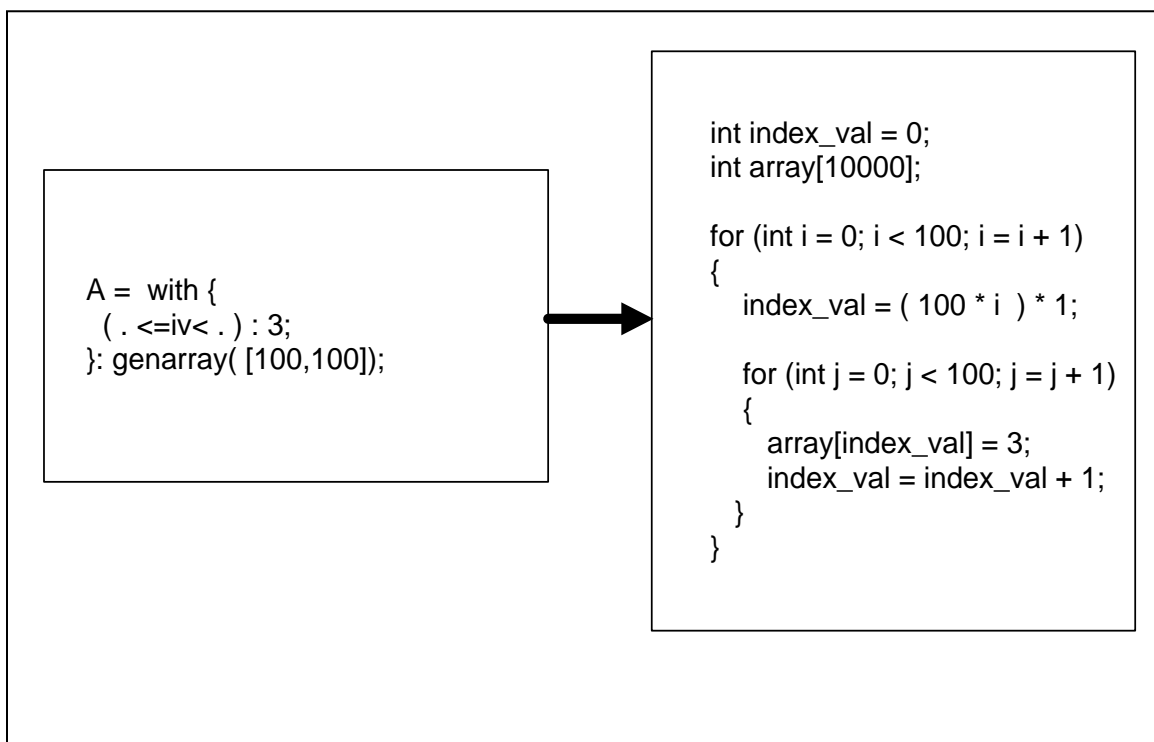 A =  with {
( . <=iv< . ) : 3;
}: genarray( [100,100]);
int index_val = 0;
int array[10000];
for (int i = 0; i < 100; i = i + 1)
{
index_val = ( 100 * i  ) * 1;
for (int j = 0; j < 100; j = j + 1)
{
array[index_val] = 3;
index_val = index_val + 1;
}
}